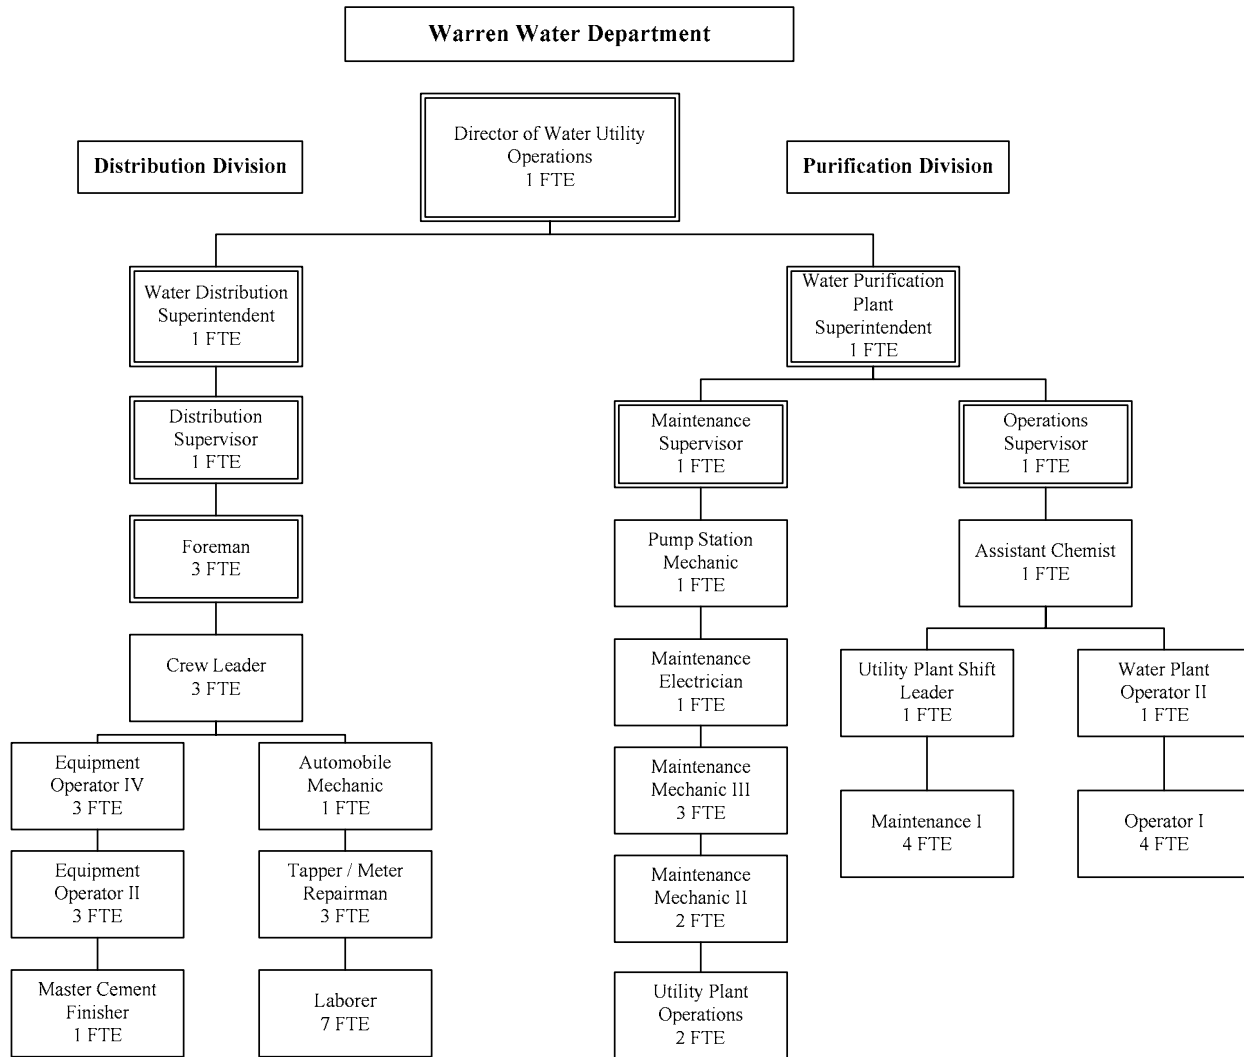 Warren Water Department
Director of Water Utility
Operations
1 FTE
Distribution Division
Purification Division
Water Distribution
Superintendent
1 FTE
Water Purification
Plant
Superintendent
1 FTE
Distribution
Supervisor
1 FTE
Maintenance
Supervisor
1 FTE
Operations
Supervisor
1 FTE
Foreman
3 FTE
Pump Station
Mechanic
1 FTE
Assistant Chemist
1 FTE
Crew Leader
3 FTE
Maintenance
Electrician
1 FTE
Utility Plant Shift
Leader
1 FTE
Water Plant
Operator II
1 FTE
Equipment
Operator IV
3 FTE
Automobile
Mechanic
1 FTE
Maintenance
Mechanic III
3 FTE
Maintenance I
4 FTE
Operator I
4 FTE
Equipment
Operator II
3 FTE
Tapper / Meter
Repairman
3 FTE
Maintenance
Mechanic II
2 FTE
Master Cement
Finisher
1 FTE
Laborer
7 FTE
Utility Plant
Operations
2 FTE